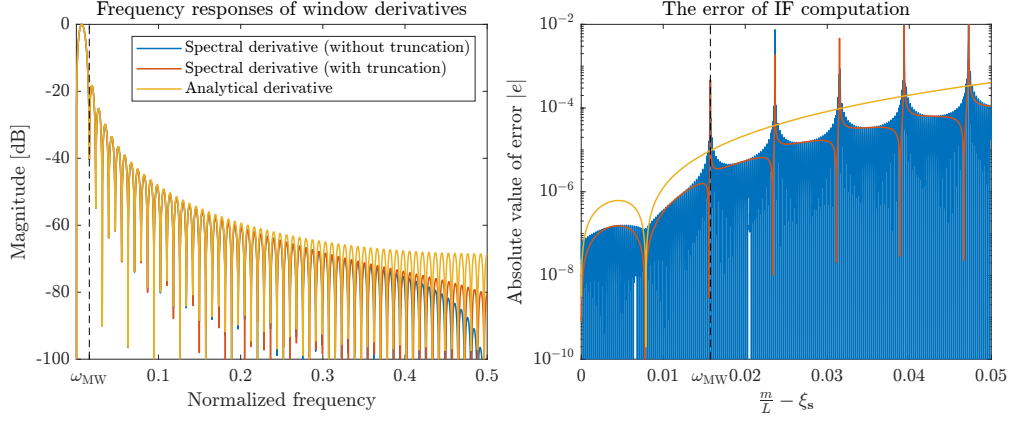 Frequency responses of window derivatives
Magnitude [dB]
0
-20
-40
-60
-80
-100
Spectral derivative (without truncation)
Spectral derivative (with truncation)
Analytical derivative
ω_MW 0.1 0.2 0.3 0.4 0.5
Normalized frequency
The error of IF computation
Absolute value of error |e|
10^-2
10^-4
10^-6
10^-8
10^-10
0 0.01 ω_MW 0.02 0.03 0.04 0.05
m/L − ξ_s